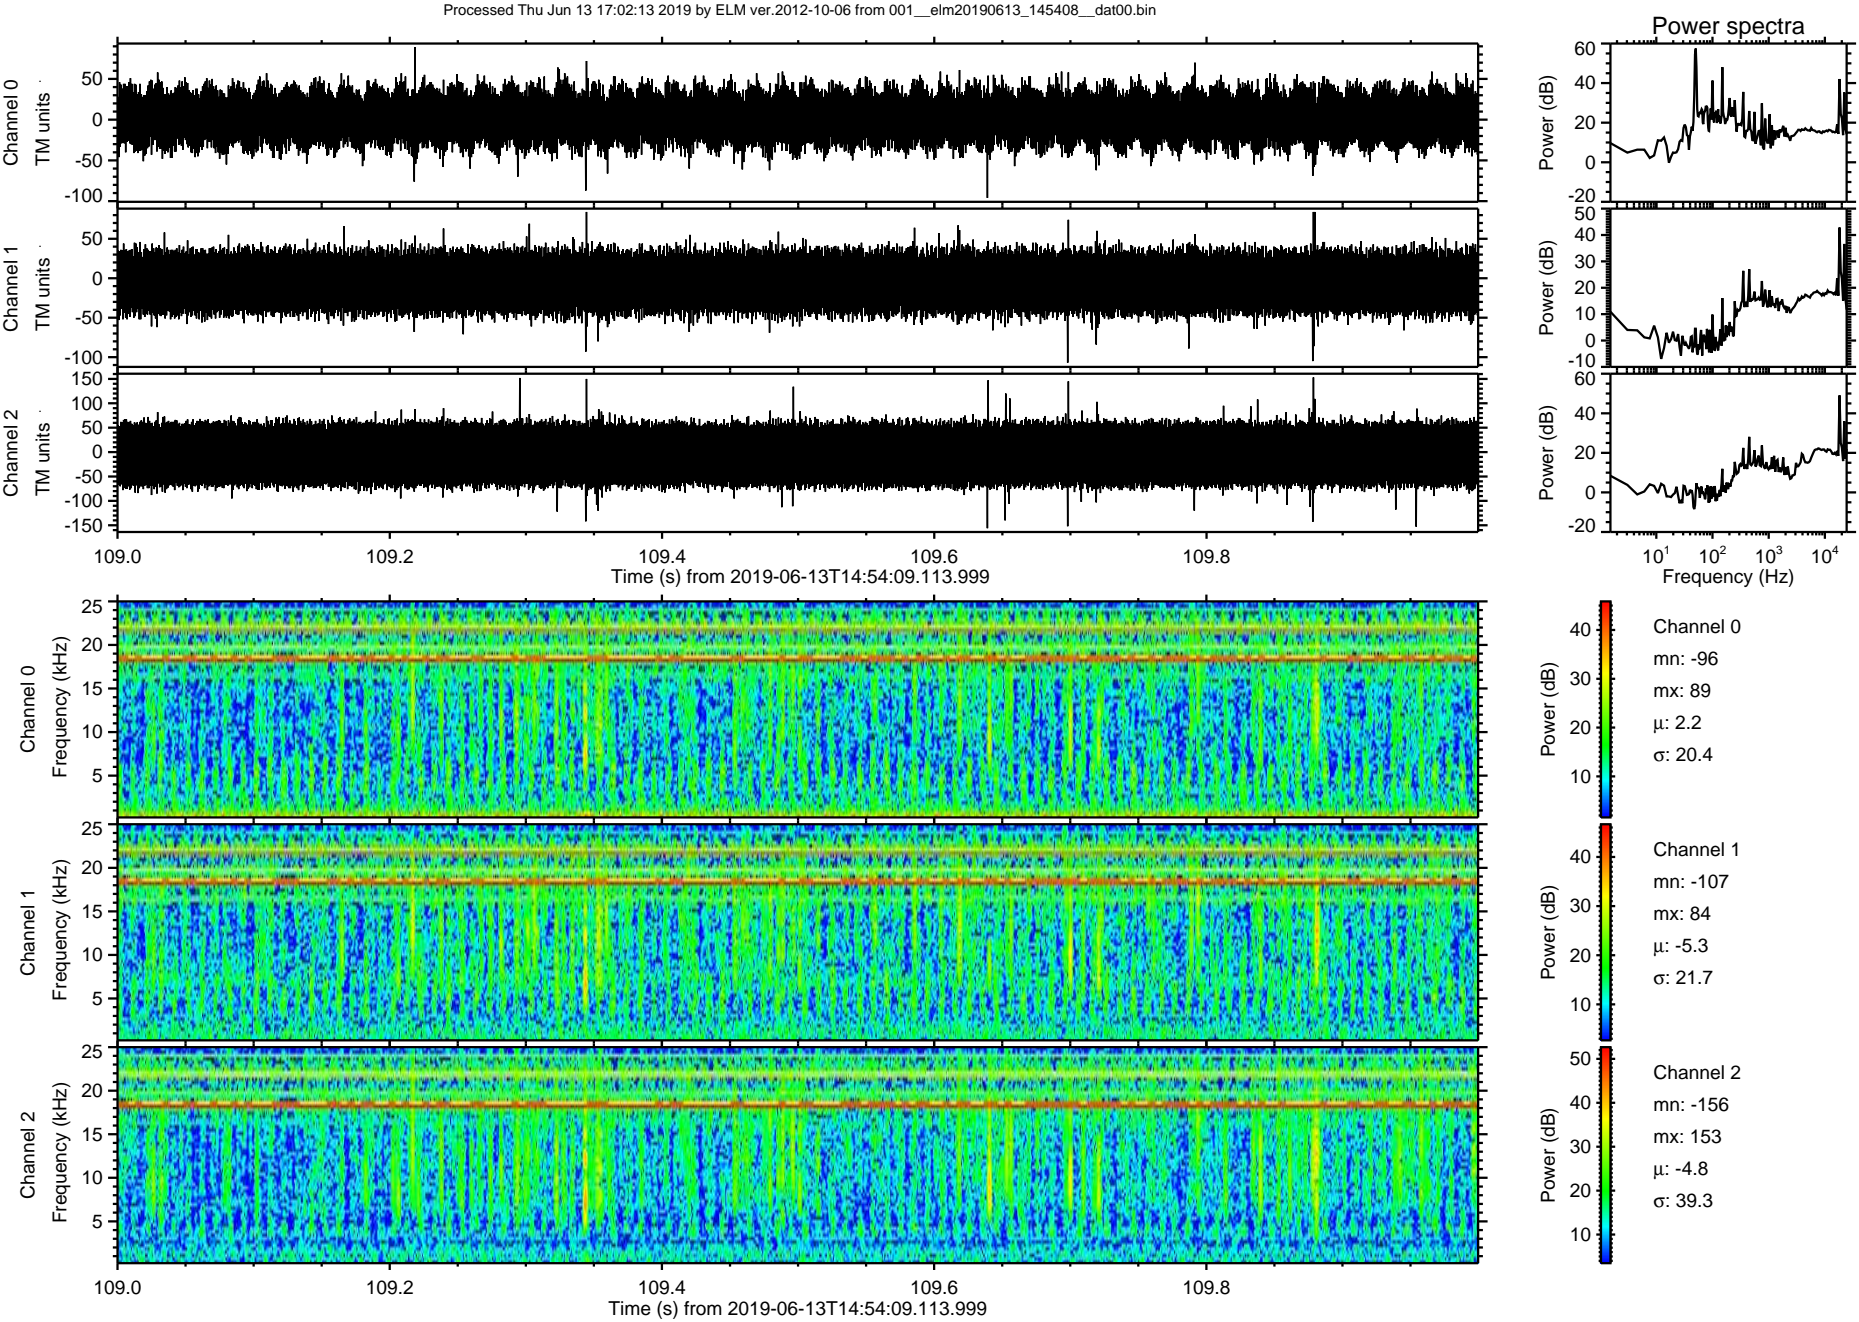 Processed Thu Jun 13 17:02:13 2019 by ELM ver.2012-10-06 from 001__elm20190613_145408__dat00.bin
Power spectra
Channel 0
TM units
50
0
-50
-100
Power (dB)
60
40
20
0
-20
Channel 1
TM units
50
0
-50
-100
Power (dB)
50
40
30
20
10
0
-10
Channel 2
TM units
150
100
50
0
-50
-100
-150
Power (dB)
60
40
20
0
-20
109.0 109.2 109.4 109.6 109.8
Time (s) from 2019-06-13T14:54:09.113.999
10¹ 10² 10³ 10⁴
Frequency (Hz)
Channel 0
Frequency (kHz)
25
20
15
10
5
Power (dB)
40
30
20
10
Channel 0
mn: -96
mx: 89
µ: 2.2
σ: 20.4
Channel 1
Frequency (kHz)
25
20
15
10
5
Power (dB)
40
30
20
10
Channel 1
mn: -107
mx: 84
µ: -5.3
σ: 21.7
Channel 2
Frequency (kHz)
25
20
15
10
5
Power (dB)
50
40
30
20
10
Channel 2
mn: -156
mx: 153
µ: -4.8
σ: 39.3
109.0 109.2 109.4 109.6 109.8
Time (s) from 2019-06-13T14:54:09.113.999